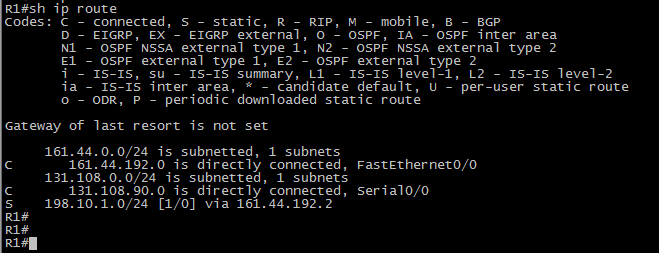 R1#sh ip route
Codes: C - connected, S - static, R - RIP, M - mobile, B - BGP
       D - EIGRP, EX - EIGRP external, O - OSPF, IA - OSPF inter area
       N1 - OSPF NSSA external type 1, N2 - OSPF NSSA external type 2
       E1 - OSPF external type 1, E2 - OSPF external type 2
       i - IS-IS, su - IS-IS summary, L1 - IS-IS level-1, L2 - IS-IS level-2
       ia - IS-IS inter area, * - candidate default, U - per-user static route
       o - ODR, P - periodic downloaded static route
Gateway of last resort is not set
     161.44.0.0/24 is subnetted, 1 subnets
C       161.44.192.0 is directly connected, FastEthernet0/0
     131.108.0.0/24 is subnetted, 1 subnets
C       131.108.90.0 is directly connected, Serial0/0
S    198.10.1.0/24 [1/0] via 161.44.192.2
R1#
R1#
R1#